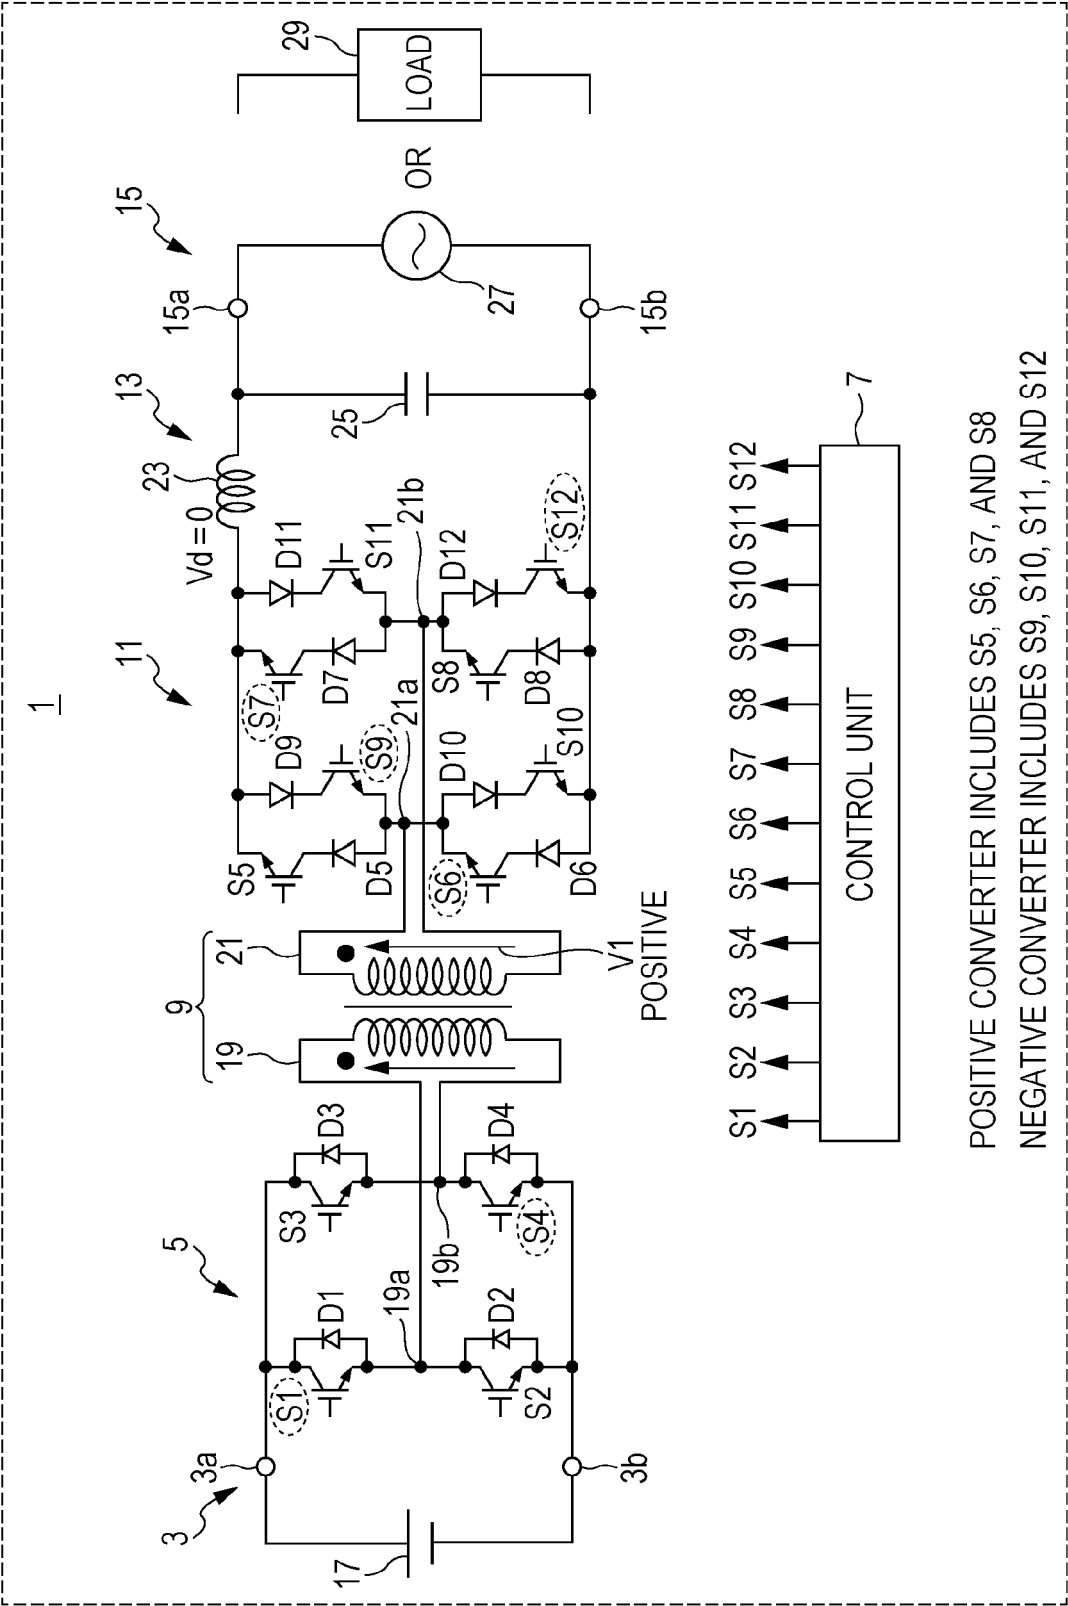 1
3
5
9
11
13
15
3a
3b
17
S1
D1
S2
D2
S3
D3
S4
D4
19a
19b
19
21
V1
POSITIVE
S5
D5
S6
D6
D9
S9
D10
S10
21a
S7
D7
S8
D8
D11
S11
D12
S12
21b
Vd = 0
23
25
15a
15b
27
OR
29
LOAD
S1 S2 S3 S4 S5 S6 S7 S8 S9 S10 S11 S12
CONTROL UNIT
7
POSITIVE CONVERTER INCLUDES S5, S6, S7, AND S8
NEGATIVE CONVERTER INCLUDES S9, S10, S11, AND S12